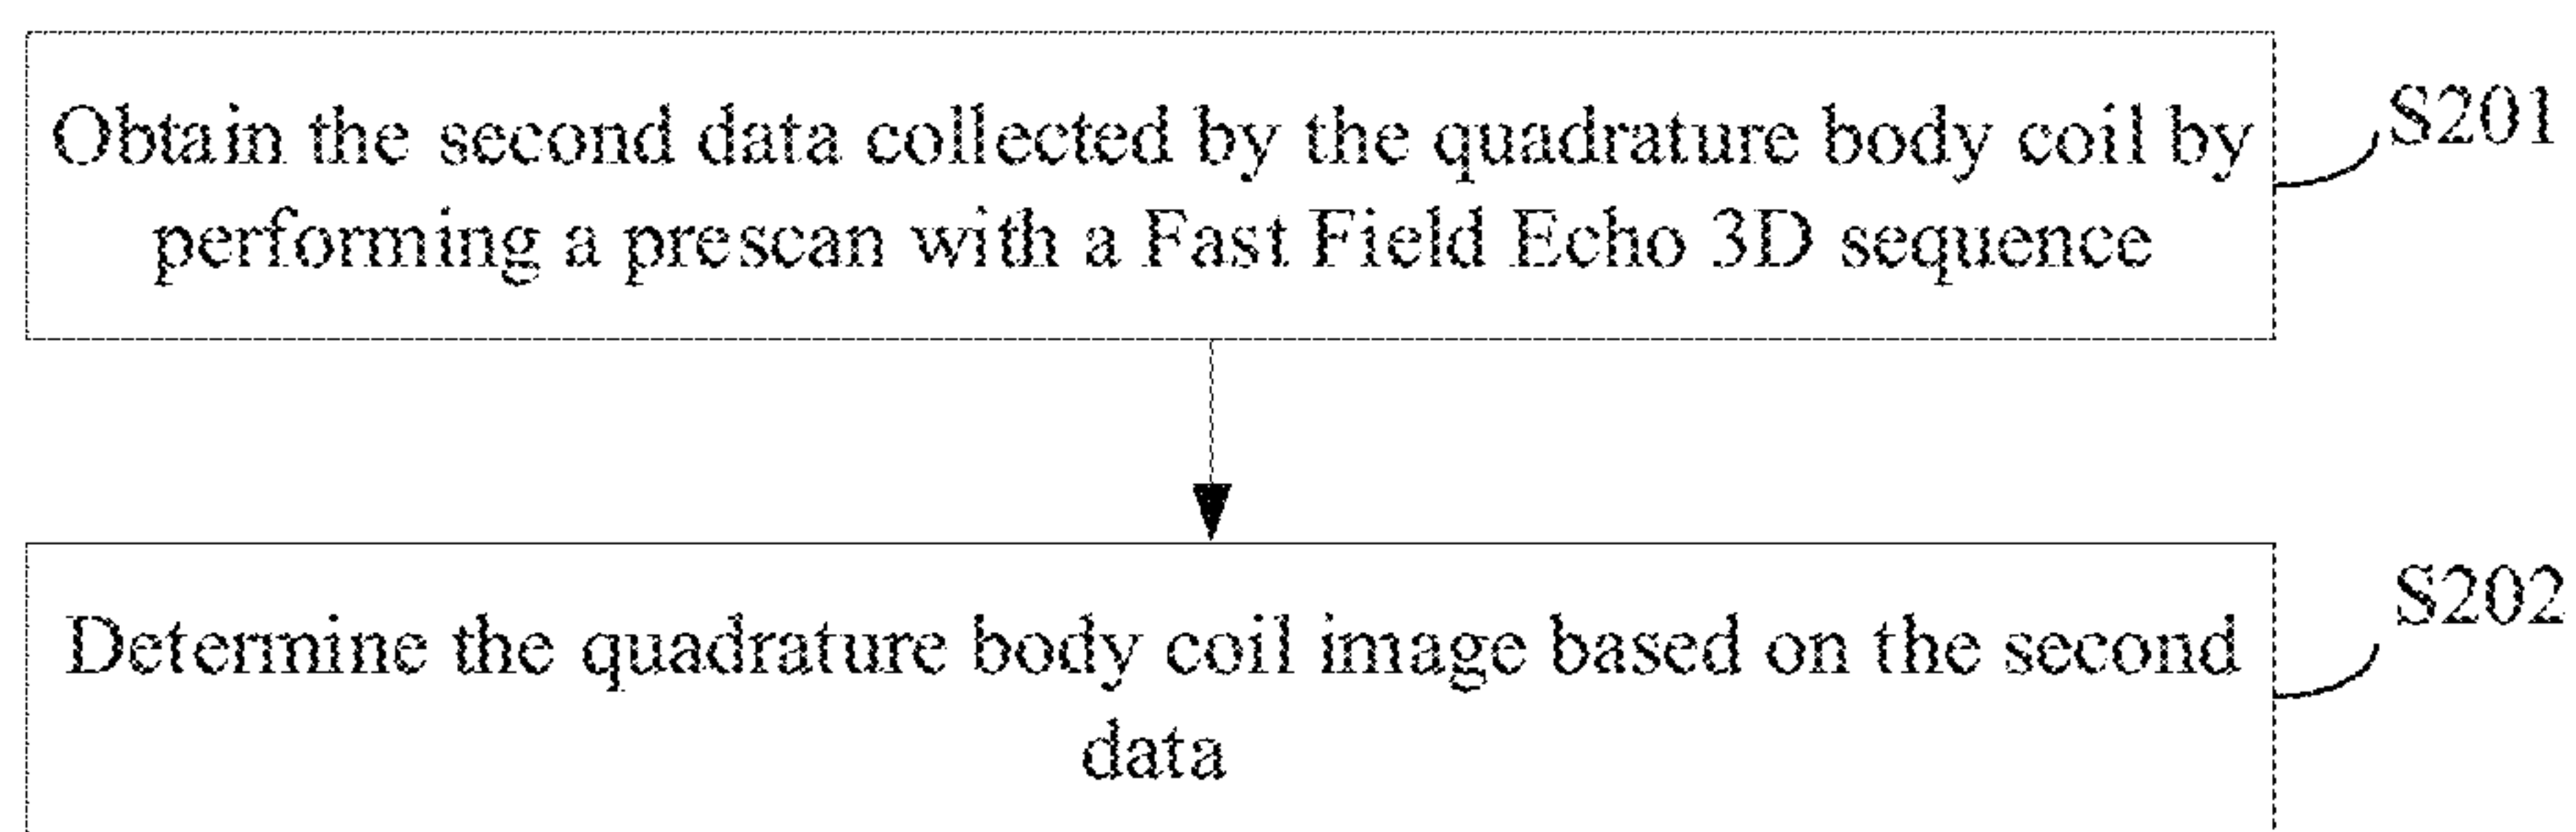 Obtain the second data collected by the quadrature body coil by
performing a prescan with a Fast Field Echo 3D sequence
S201
Determine the quadrature body coil image based on the second
data
S202